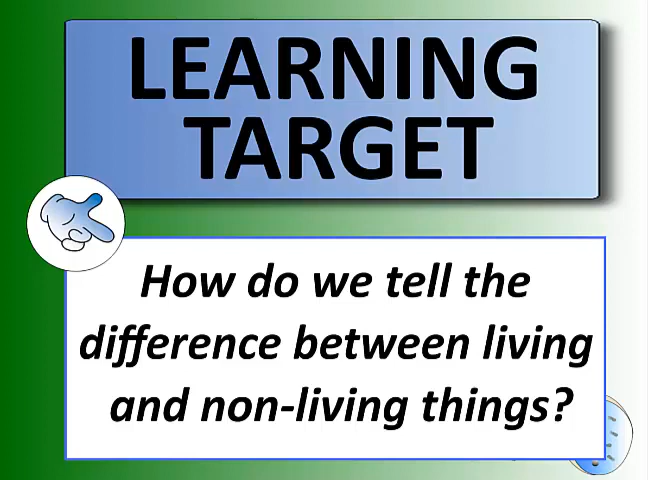 LEARNING
TARGET
How do we tell the
difference between living
and non-living things?